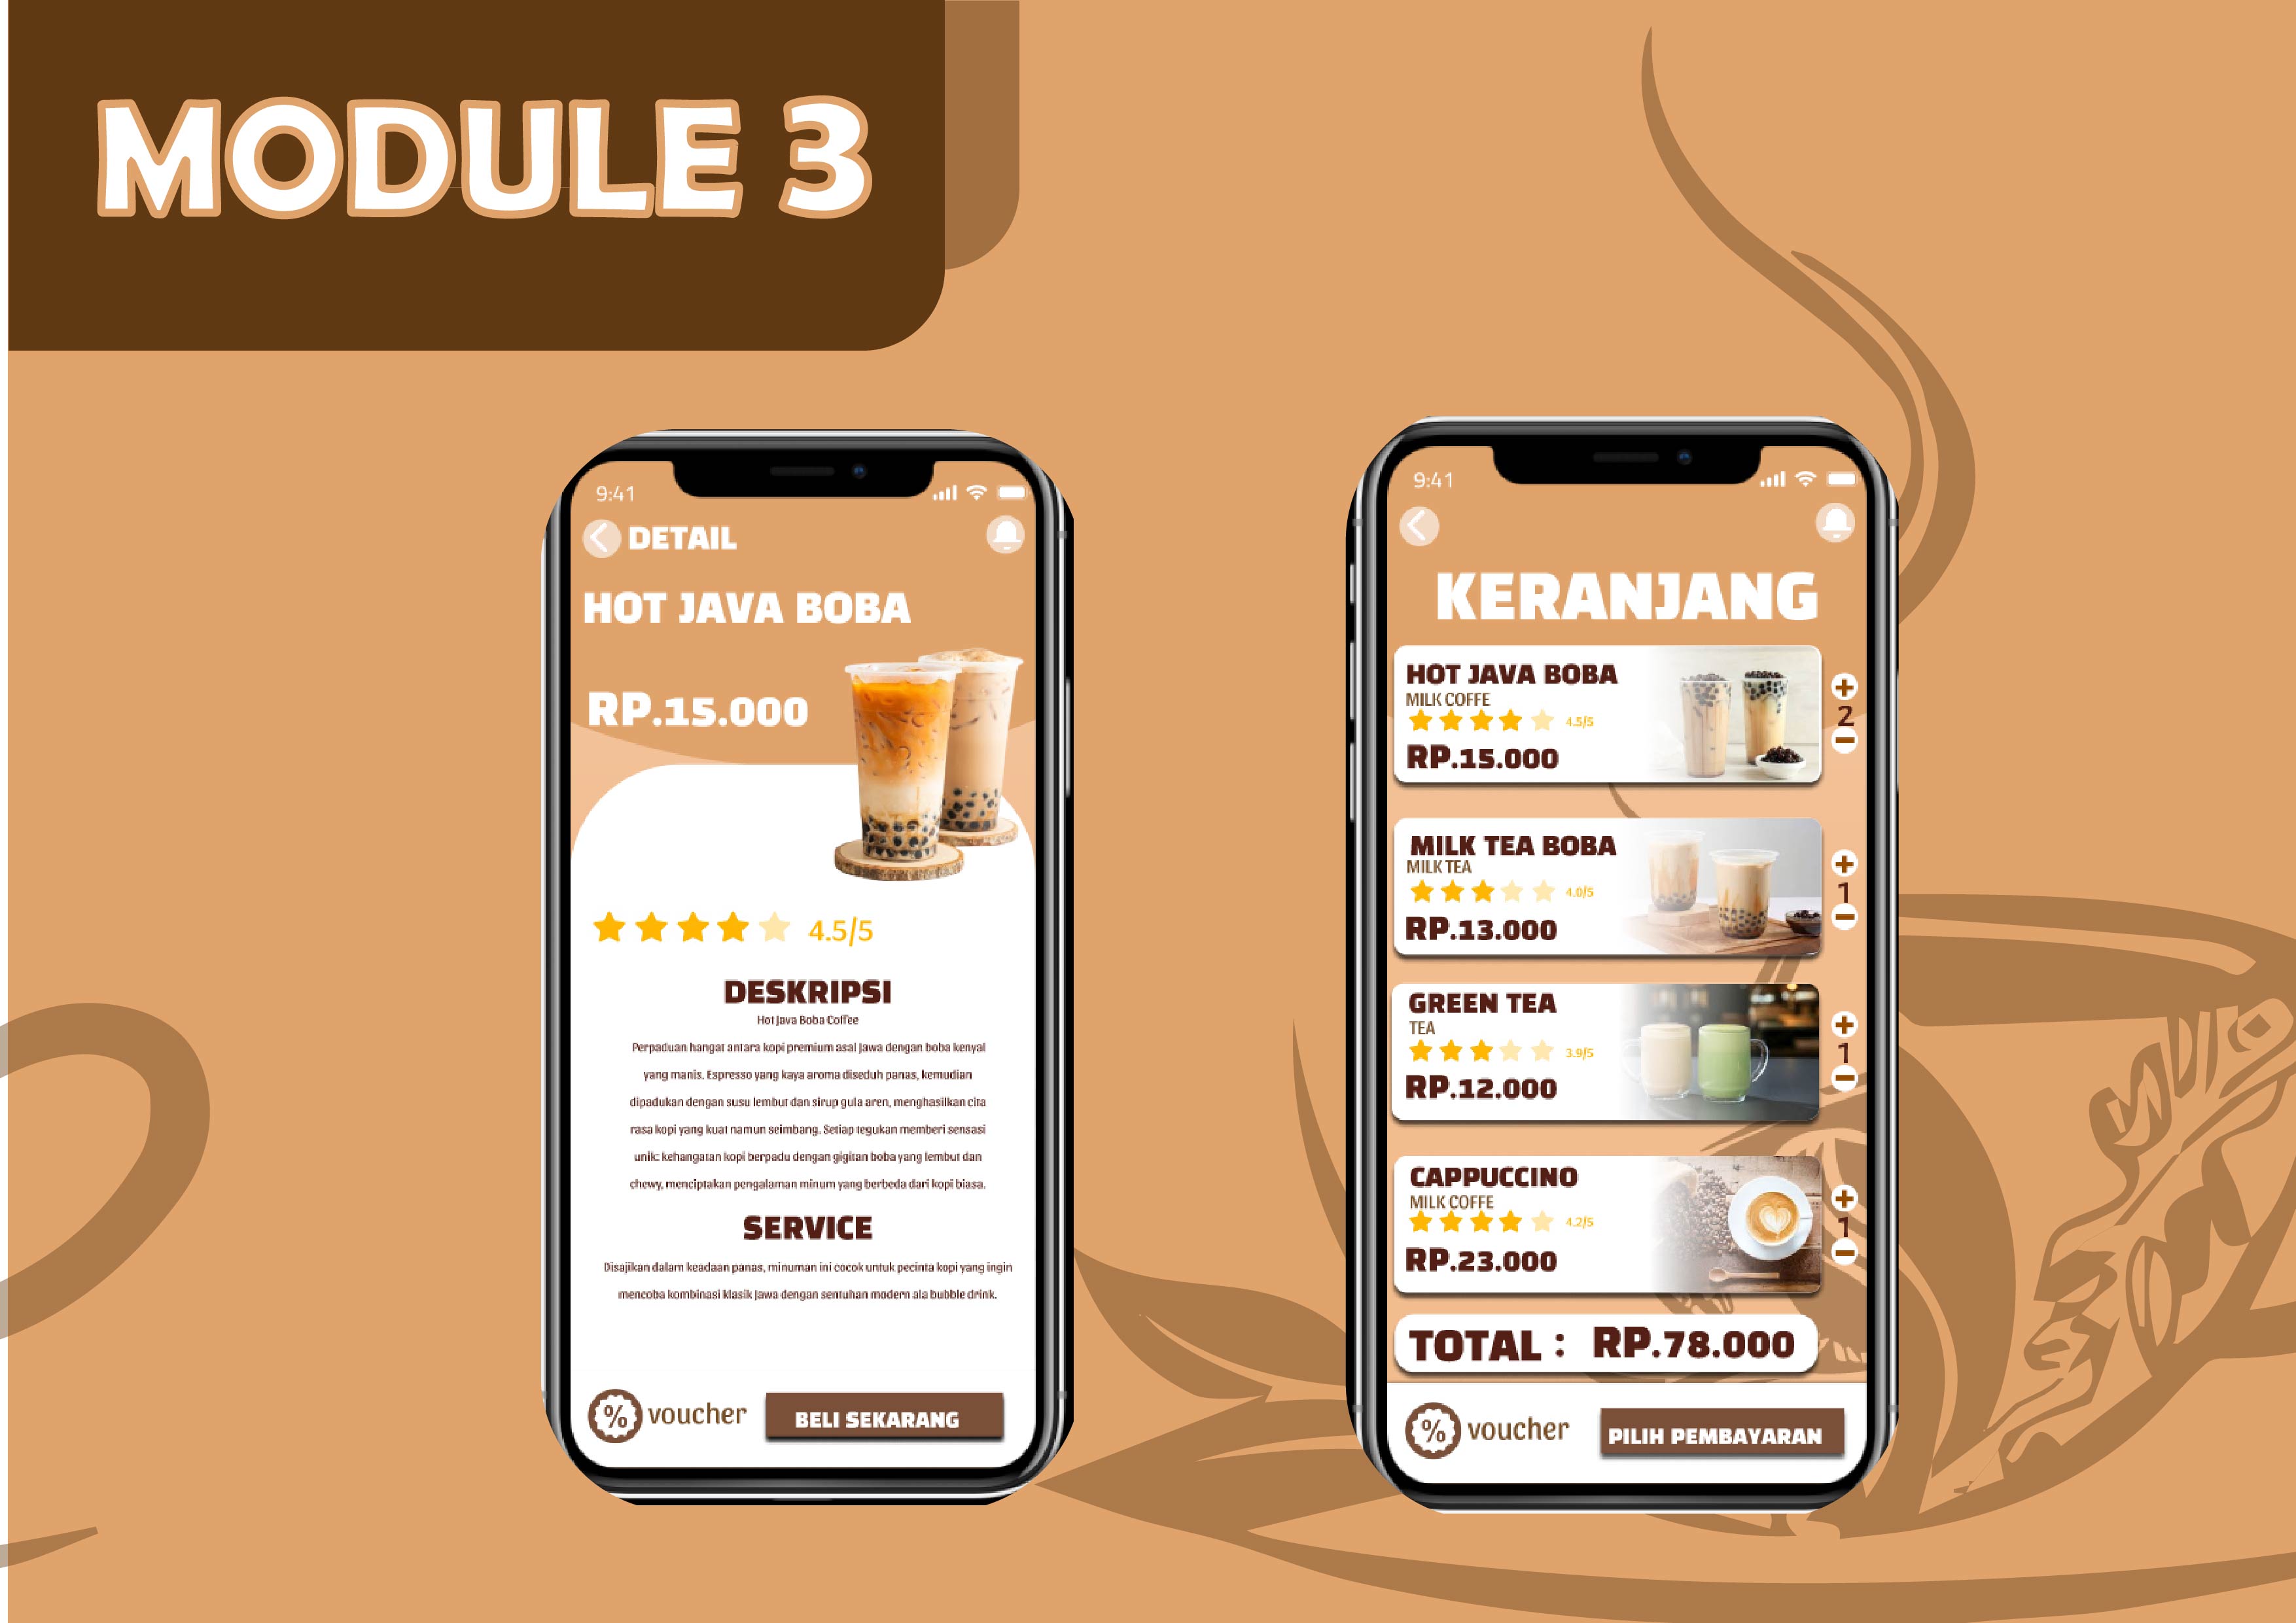 MODULE 3
9:41
DETAIL
HOT JAVA BOBA
RP.15.000
4.5/5
DESKRIPSI
Hot Java Boba Coffee
Perpaduan hangat antara kopi premium asal Jawa dengan boba kenyal
yang manis. Espresso yang kaya aroma diseduh panas, kemudian
dipadukan dengan susu lembut dan sirup gula aren, menghasilkan cita
rasa kopi yang kuat namun seimbang. Setiap tegukan memberi sensasi
unik: kehangatan kopi berpadu dengan gigitan boba yang lembut dan
chewy, menciptakan pengalaman minum yang berbeda dari kopi biasa.
SERVICE
Disajikan dalam keadaan panas, minuman ini cocok untuk pecinta kopi yang ingin
mencoba kombinasi klasik Jawa dengan sentuhan modern ala bubble drink.
% voucher
BELI SEKARANG
9:41
KERANJANG
HOT JAVA BOBA
MILK COFFE
4.5/5
RP.15.000
+
2
-
MILK TEA BOBA
MILK TEA
4.0/5
RP.13.000
+
1
-
GREEN TEA
TEA
3.9/5
RP.12.000
+
1
-
CAPPUCCINO
MILK COFFE
4.2/5
RP.23.000
+
1
-
TOTAL : RP.78.000
% voucher
PILIH PEMBAYARAN